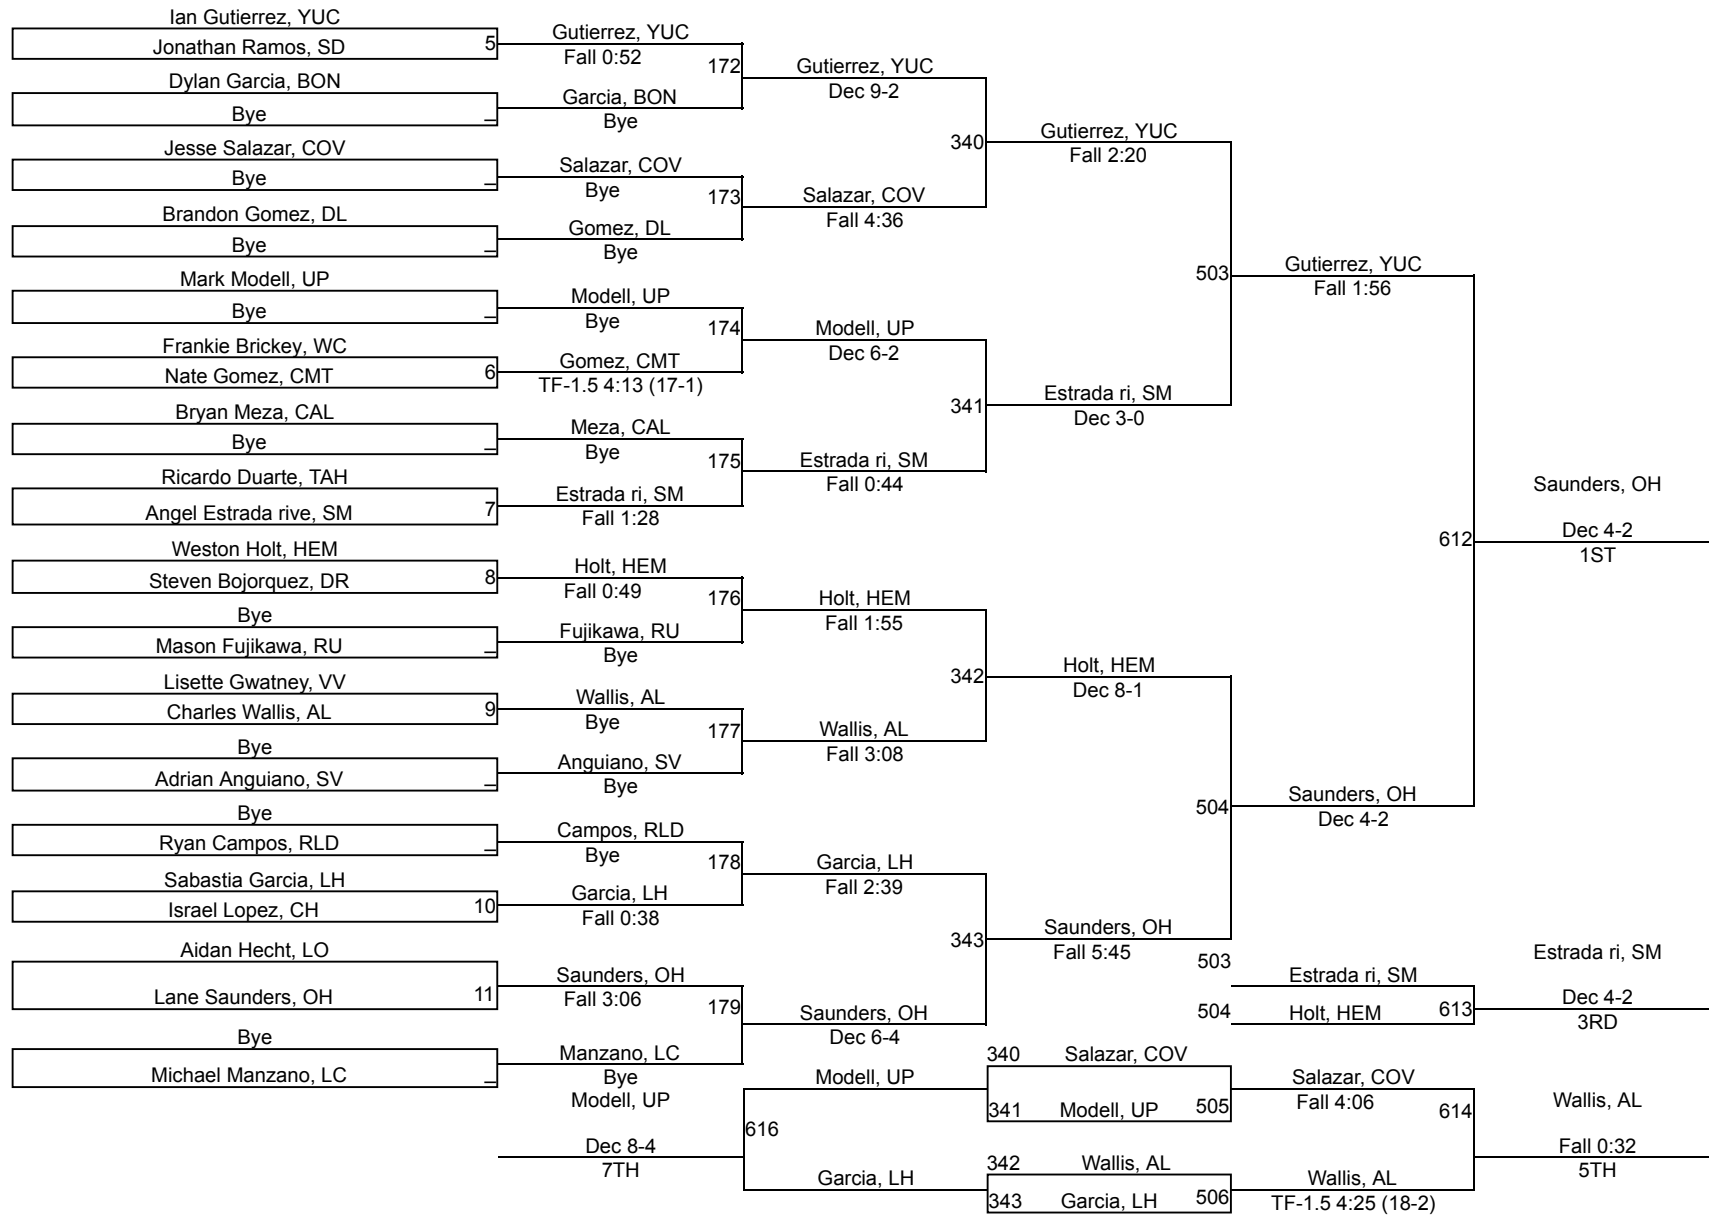 Ian Gutierrez, YUC
Jonathan Ramos, SD
5
Dylan Garcia, BON
Bye
_
Jesse Salazar, COV
Bye
_
Brandon Gomez, DL
Bye
_
Mark Modell, UP
Bye
_
Frankie Brickey, WC
Nate Gomez, CMT
6
Bryan Meza, CAL
Bye
_
Ricardo Duarte, TAH
Angel Estrada rive, SM
7
Weston Holt, HEM
Steven Bojorquez, DR
8
Bye
Mason Fujikawa, RU
_
Lisette Gwatney, VV
Charles Wallis, AL
9
Bye
Adrian Anguiano, SV
_
Bye
Ryan Campos, RLD
_
Sabastia Garcia, LH
Israel Lopez, CH
10
Aidan Hecht, LO
Lane Saunders, OH
11
Bye
Michael Manzano, LC
_
Gutierrez, YUC
Fall 0:52
172
Garcia, BON
Bye
Salazar, COV
Bye
173
Gomez, DL
Bye
Modell, UP
Bye
174
Gomez, CMT
TF-1.5 4:13 (17-1)
Meza, CAL
Bye
175
Estrada ri, SM
Fall 1:28
Holt, HEM
Fall 0:49
176
Fujikawa, RU
Bye
Wallis, AL
Bye
177
Anguiano, SV
Bye
Campos, RLD
Bye
178
Garcia, LH
Fall 0:38
Saunders, OH
Fall 3:06
179
Manzano, LC
Bye
Gutierrez, YUC
Dec 9-2
340
Salazar, COV
Fall 4:36
Modell, UP
Dec 6-2
341
Estrada ri, SM
Fall 0:44
Holt, HEM
Fall 1:55
342
Wallis, AL
Fall 3:08
Garcia, LH
Fall 2:39
343
Saunders, OH
Dec 6-4
Gutierrez, YUC
Fall 2:20
503
Estrada ri, SM
Dec 3-0
Holt, HEM
Dec 8-1
504
Saunders, OH
Fall 5:45
Gutierrez, YUC
Fall 1:56
612
Saunders, OH
Dec 4-2
Saunders, OH
Dec 4-2
1ST
503
Estrada ri, SM
504
Holt, HEM
613
Estrada ri, SM
Dec 4-2
3RD
340
Salazar, COV
341
Modell, UP
505
342
Wallis, AL
343
Garcia, LH
506
Salazar, COV
Fall 4:06
614
Wallis, AL
TF-1.5 4:25 (18-2)
Wallis, AL
Fall 0:32
5TH
Modell, UP
616
Garcia, LH
Modell, UP
Dec 8-4
7TH